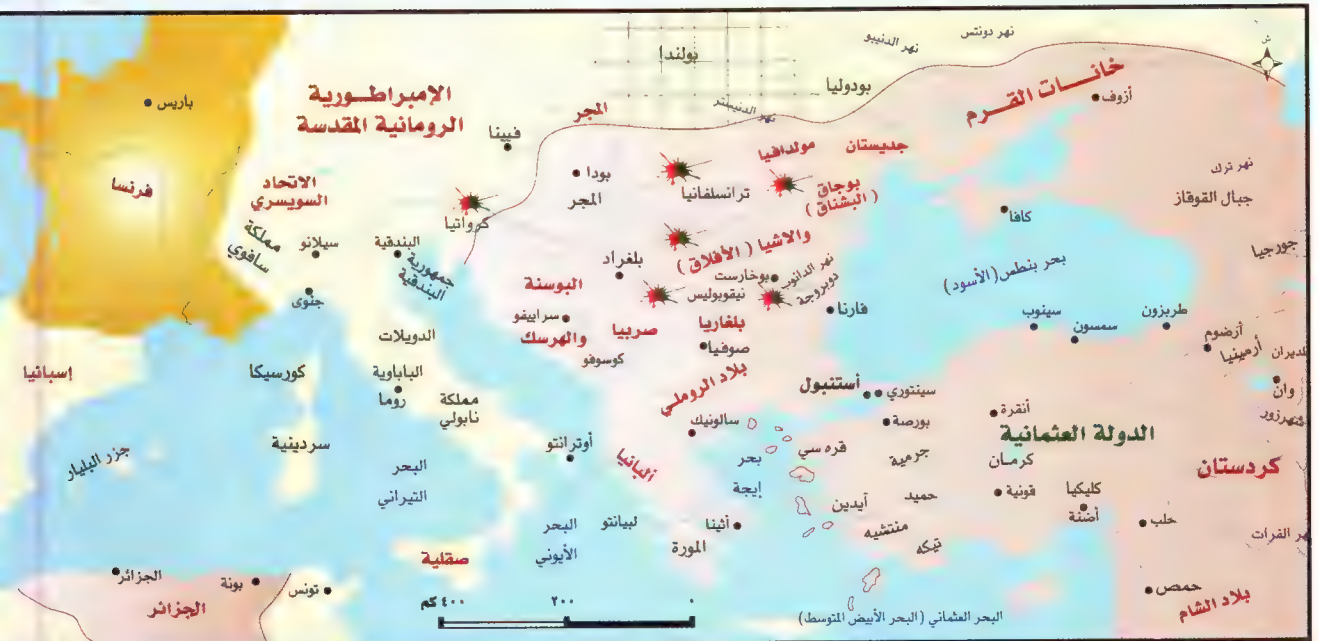 نهر دونتس
نهر الدنيبو
ش
بولندا
خانات القرم
بودوليا
أزوف
باريس
الإمبراطورية
الرومانية المقدسة
المجر
نهر الدنيستر
فيينا
مولدافيا
جديستان
نهر ترك
فرنسا
الاتحاد
السويسري
بودا
المجر
ترانسلفانيا
بوجاق
(البشناق)
جبال القوقاز
كافا
كرواتيا
مملكة
سافوي
سيلانو
البندقية
جمهورية
البندقية
والاشيا (الأفلاق)
بلغراد
بوخارست
نهر الدانوب
دوبروجة
بحر بنطس (الأسود)
جورجيا
جنوى
البوسنة
نيقوبوليس
فارنا
سراييفو
والهرسك
صربيا
بلغاريا
صوفيا
كوسوفو
سينوب
سمسون
طربزون
أرضوم
أرمينيا
لديران
الدويلات
البابوية
روما
إسبانيا
كورسيكا
مملكة
نابولي
بلاد الروملي
أستنبول
سينتوري
وان
شهرزور
سالونيك
بورصة
أنقرة
الدولة العثمانية
جزر البليار
سردينية
أوترانتو
ألبانيا
بحر
إيجة
قره سي
جرمية
كرمان
كردستان
البحر
التيراني
آيدين
حميد
قونية
كليكيا
أضنة
البحر
الأيوني
ليبانتو
أثينا
المورة
منتشيه
تيكه
حلب
هر الفرات
صقلية
الجزائر
بونة
تونس
الجزائر
حمص
بلاد الشام
٤٠٠ كم
٢٠٠
٠
البحر العثماني (البحر الأبيض المتوسط)